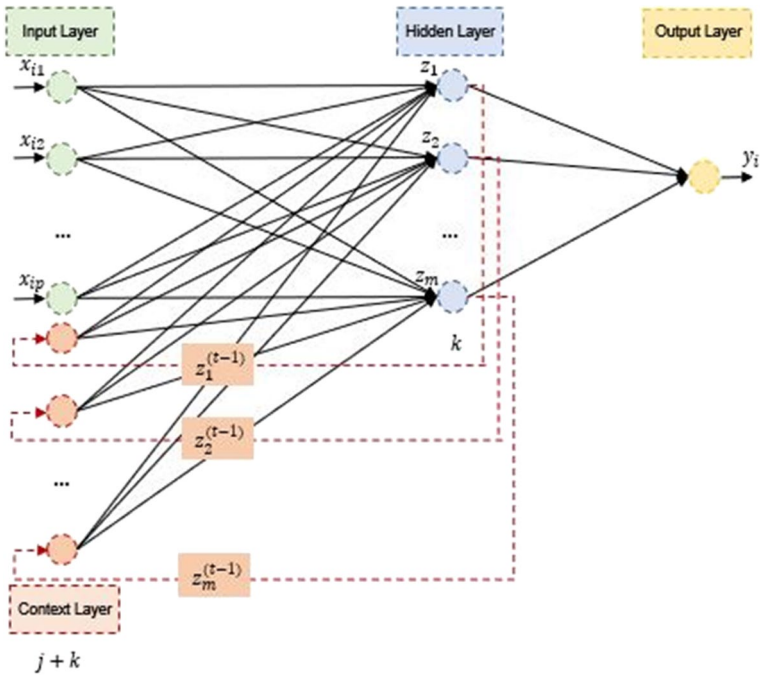 Input Layer
Hidden Layer
Output Layer
x_{i1}
z_1
x_{i2}
z_2
y_i
...
...
x_{ip}
z_m
k
z_1^{(t-1)}
z_2^{(t-1)}
...
z_m^{(t-1)}
Context Layer
j + k